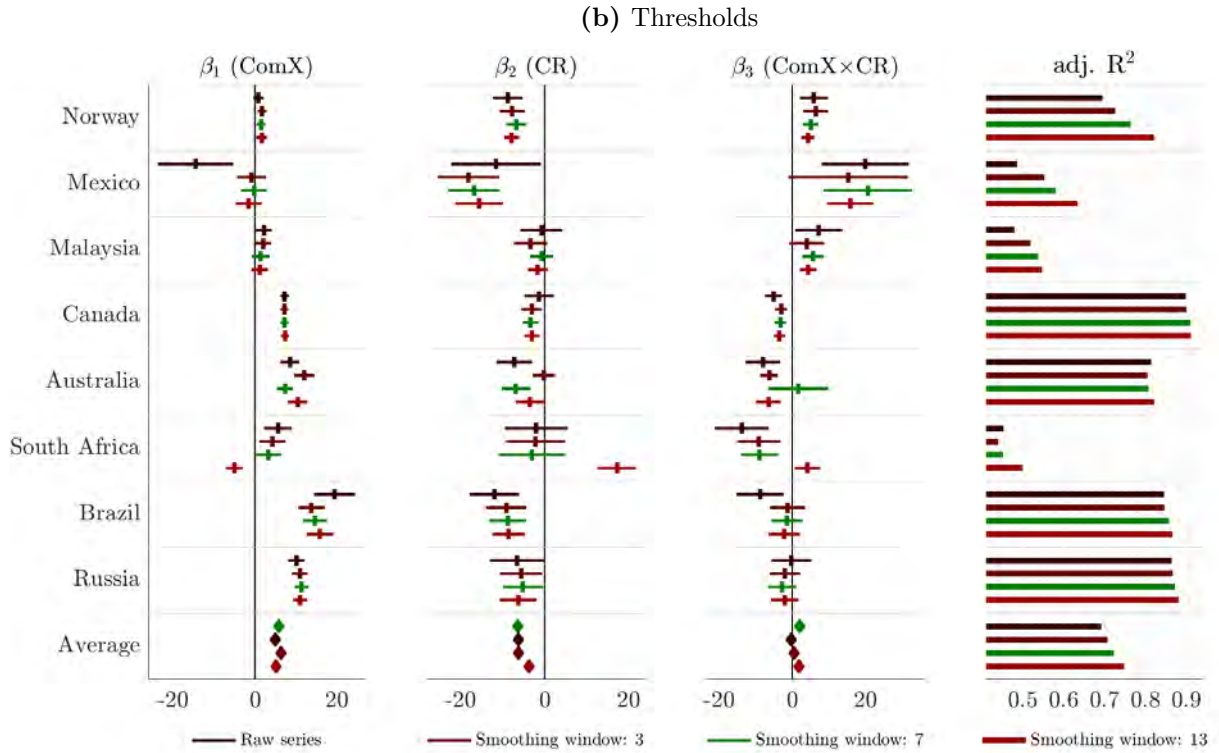 (b) Thresholds
β₁ (ComX) β₂ (CR) β₃ (ComX×CR) adj. R²
Norway
Mexico
Malaysia
Canada
Australia
South Africa
Brazil
Russia
Average
-20 0 20 -20 0 20 -20 0 20 0.5 0.6 0.7 0.8 0.9
Raw series Smoothing window: 3 Smoothing window: 7 Smoothing window: 13